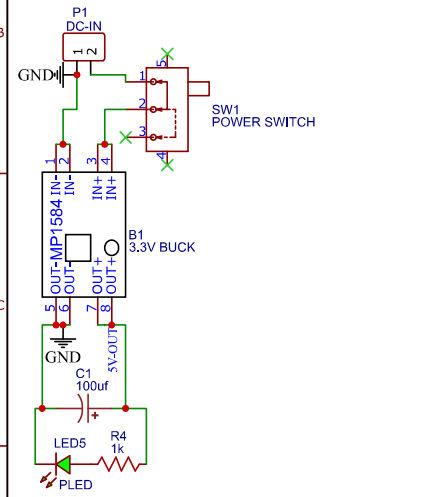 B
P1
DC-IN
1 2
GND
5
1
2
3
4
SW1
POWER SWITCH
1 2 3 4
IN- IN- IN+ IN+
MP1584
B1
3.3V BUCK
OUT- OUT- OUT+ OUT+
5 6 7 8
GND
5V-OUT
C1
100uf
+
C
LED5
R4
1k
PLED